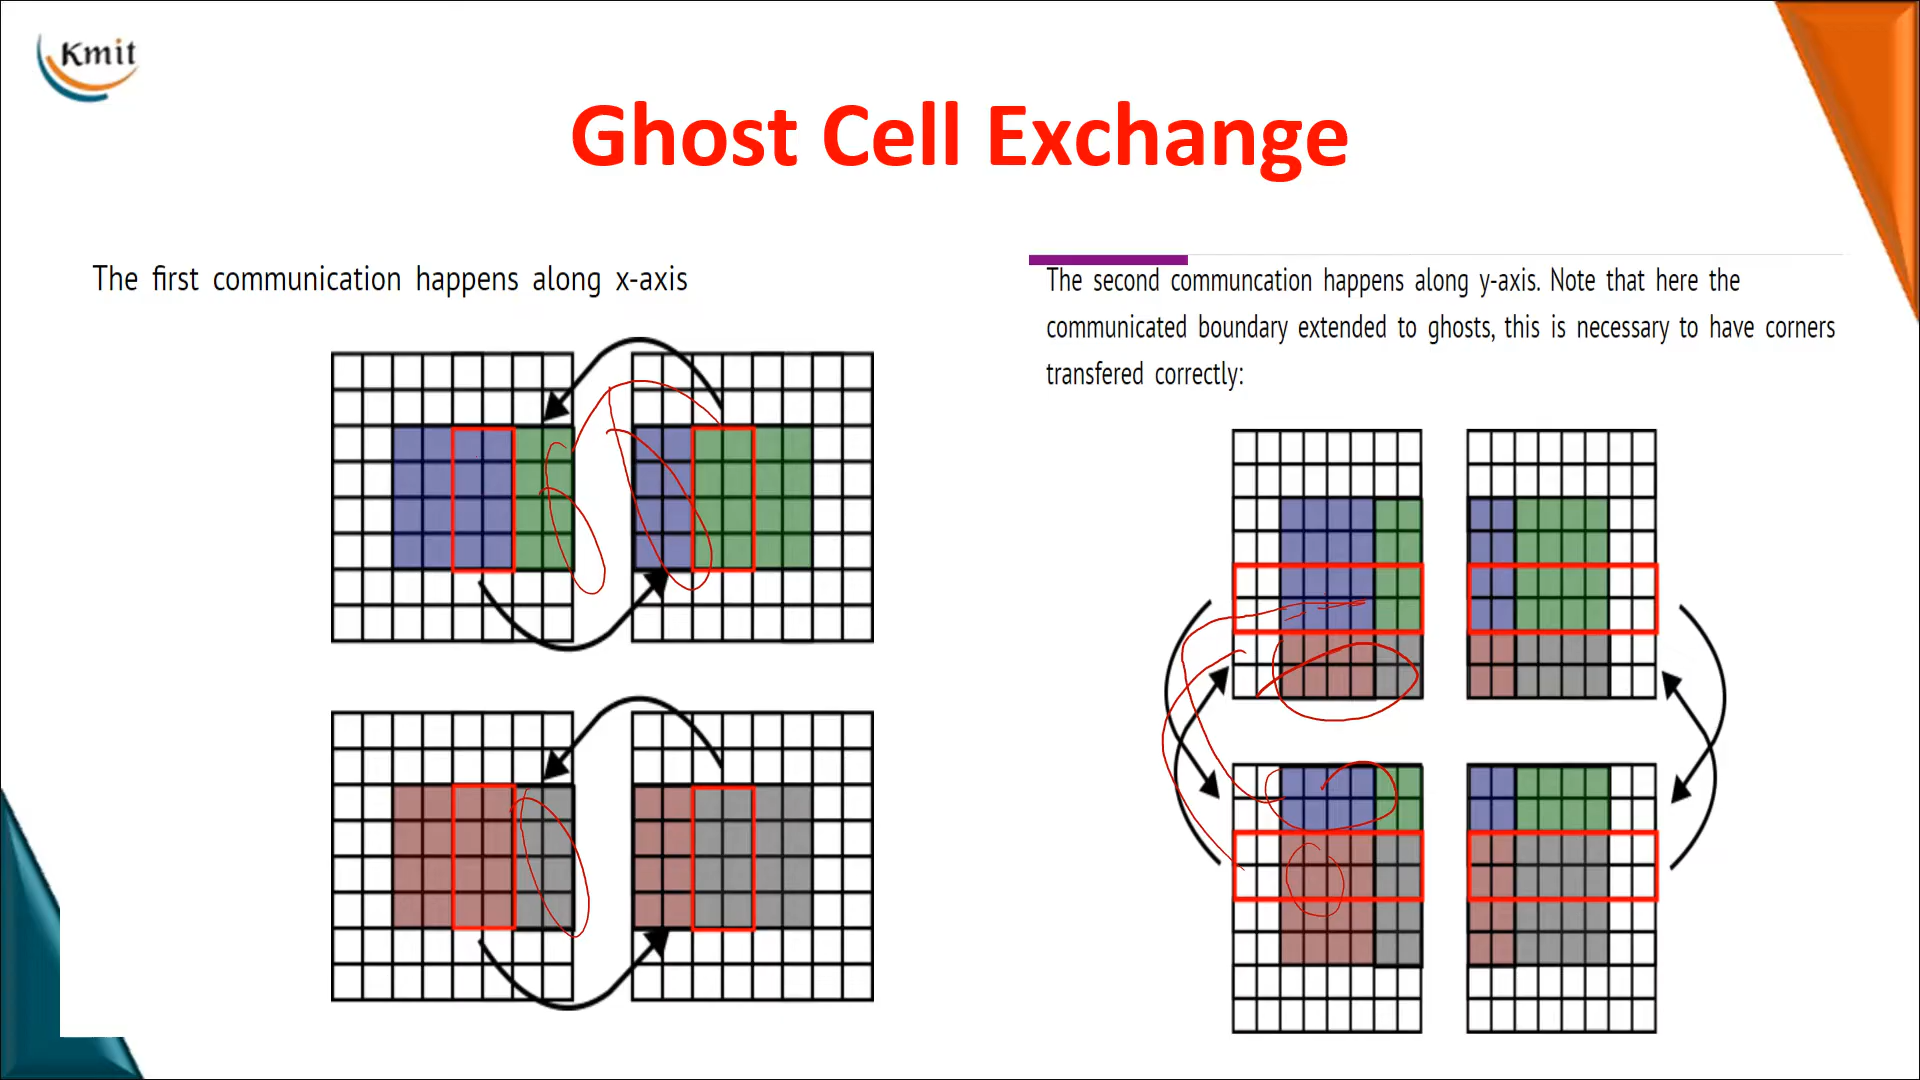 Kmit
Ghost Cell Exchange
The first communication happens along x-axis
The second communcation happens along y-axis. Note that here the
communicated boundary extended to ghosts, this is necessary to have corners
transfered correctly: